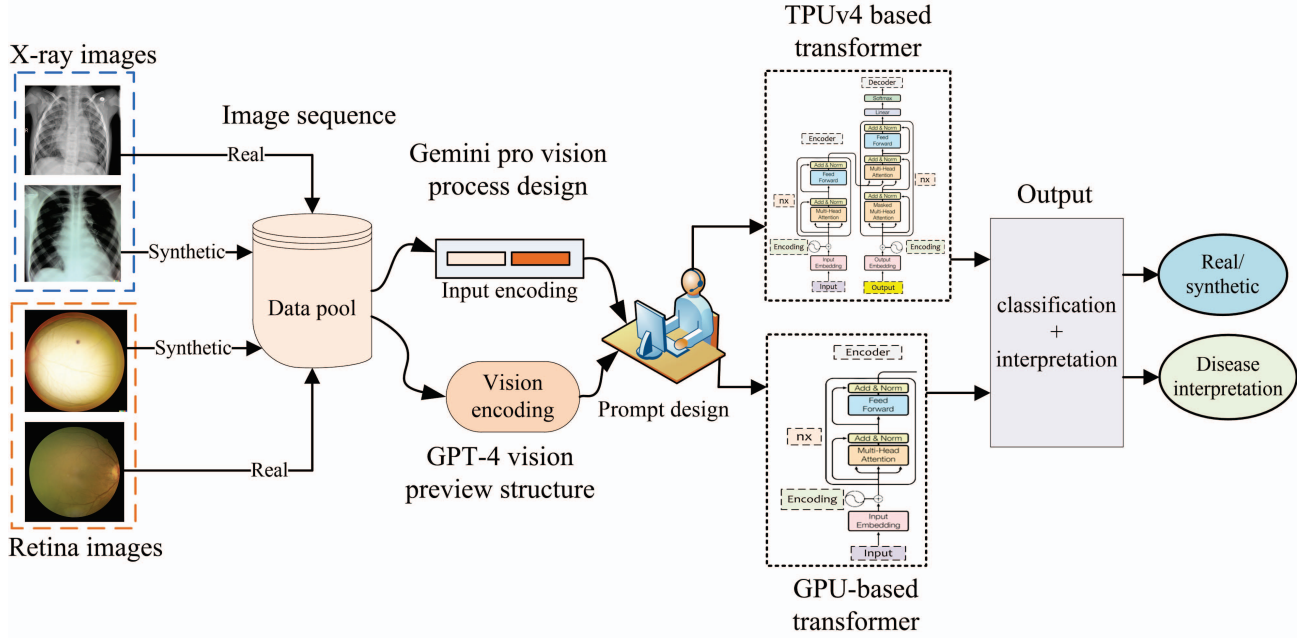 X-ray images
Real
Synthetic
Synthetic
Real
Retina images
Image sequence
Data pool
Gemini pro vision
process design
Input encoding
Vision
encoding
GPT-4 vision
preview structure
Prompt design
TPUv4 based
transformer
Decoder
Softmax
Linear
Add & Norm
Feed
Forward
Add & Norm
Multi-Head
Attention
nx
Add & Norm
Masked
Multi-Head
Attention
Encoding
Output
Embedding
Output
Encoder
Add & Norm
Feed
Forward
nx
Add & Norm
Multi-Head
Attention
Encoding
Input
Embedding
Input
Encoder
Add & Norm
Feed
Forward
nx
Add & Norm
Multi-Head
Attention
Encoding
Input
Embedding
Input
GPU-based
transformer
Output
classification
+
interpretation
Real/
synthetic
Disease
interpretation